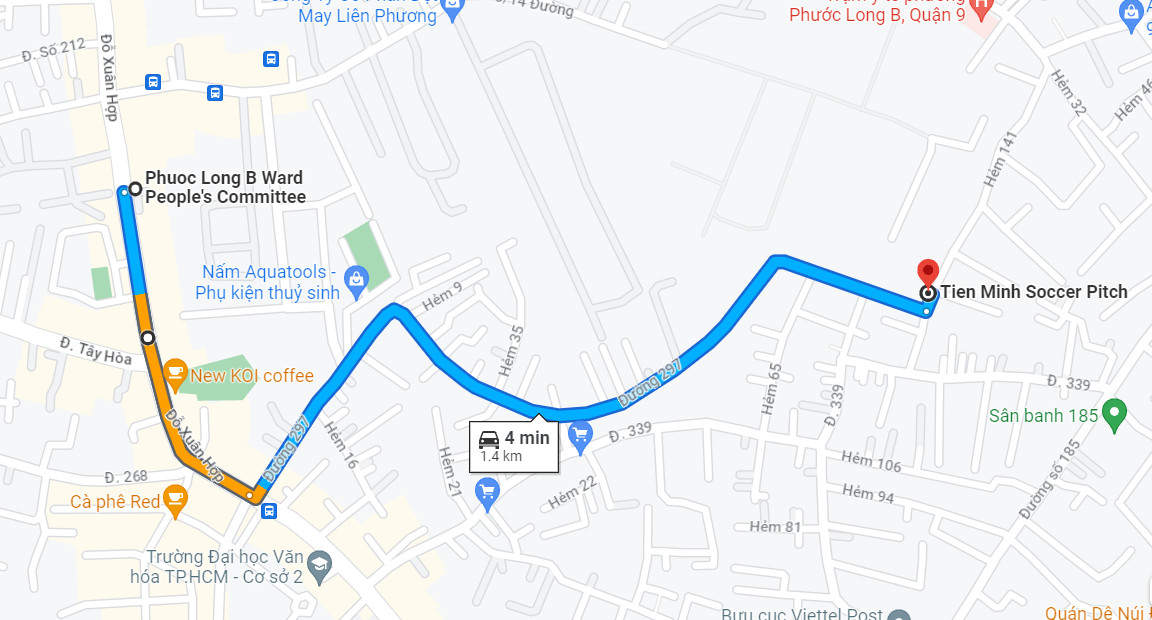 May Liên Phương
14 Đường
Phước Long B, Quận 9
Đ. Số 212
Đỗ Xuân Hợp
Hẻm 32
Hẻm 46
Hẻm 141
Phuoc Long B Ward
People's Committee
Nấm Aquatools -
Phụ kiện thuỷ sinh
Hẻm 9
Tien Minh Soccer Pitch
Đ. Tây Hòa
New KOI coffee
Hẻm 35
Đường 297
Hẻm 65
Đ. 339
Đ. 339
Sân banh 185
Đỗ Xuân Hợp
Đường 297
Hẻm 16
4 min
1.4 km
Đ. 339
Hẻm 21
Hẻm 22
Hẻm 106
Hẻm 94
Đường số 185
Đ. 268
Cà phê Red
Hẻm 81
Trường Đại học Văn
hóa TP.HCM - Cơ sở 2
Bưu cục Viettel Post
Quán Dê Núi